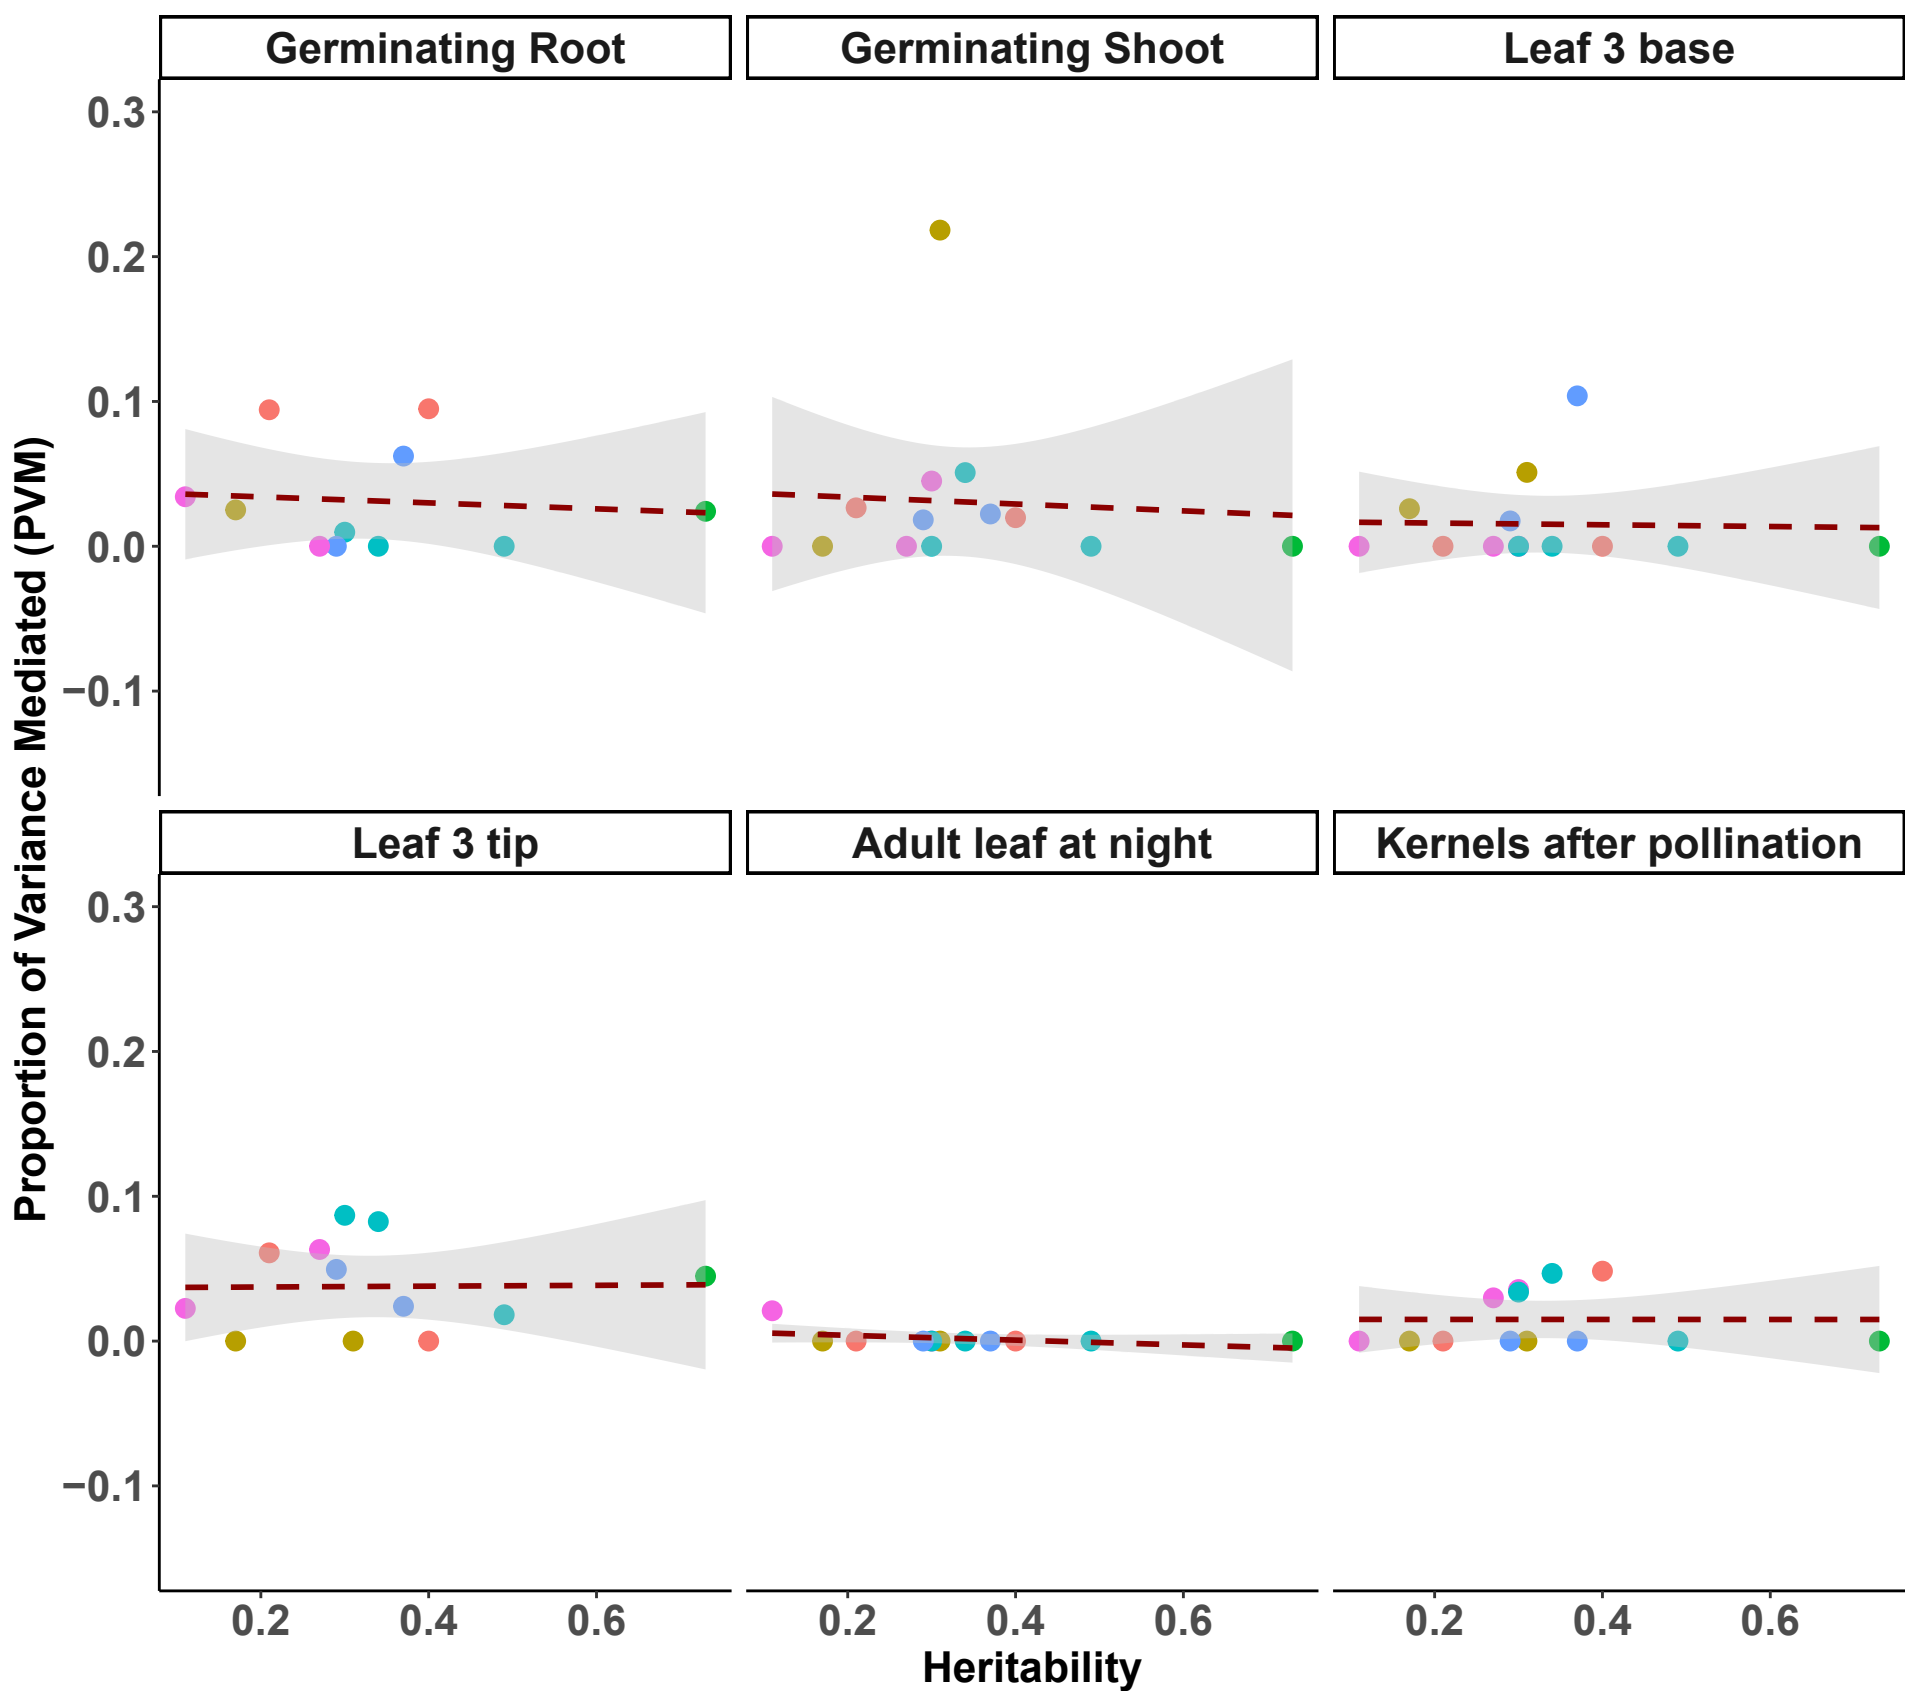 Germinating Root
Germinating Shoot
Leaf 3 base
0.3
0.2
0.1
0.0
−0.1
Proportion of Variance Mediated (PVM)
Leaf 3 tip
Adult leaf at night
Kernels after pollination
0.3
0.2
0.1
0.0
−0.1
0.2 0.4 0.6
0.2 0.4 0.6
0.2 0.4 0.6
Heritability